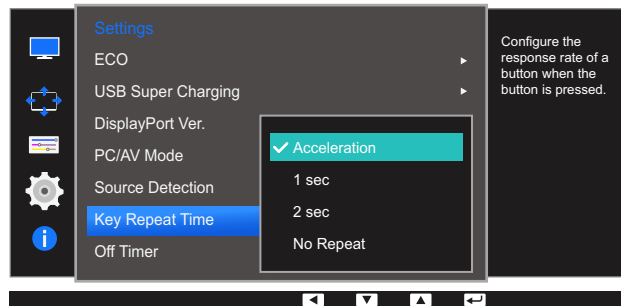 Settings
ECO
USB Super Charging
DisplayPort Ver.
PC/AV Mode
Source Detection
Key Repeat Time
Off Timer
Acceleration
1 sec
2 sec
No Repeat
Configure the
response rate of a
button when the
button is pressed.